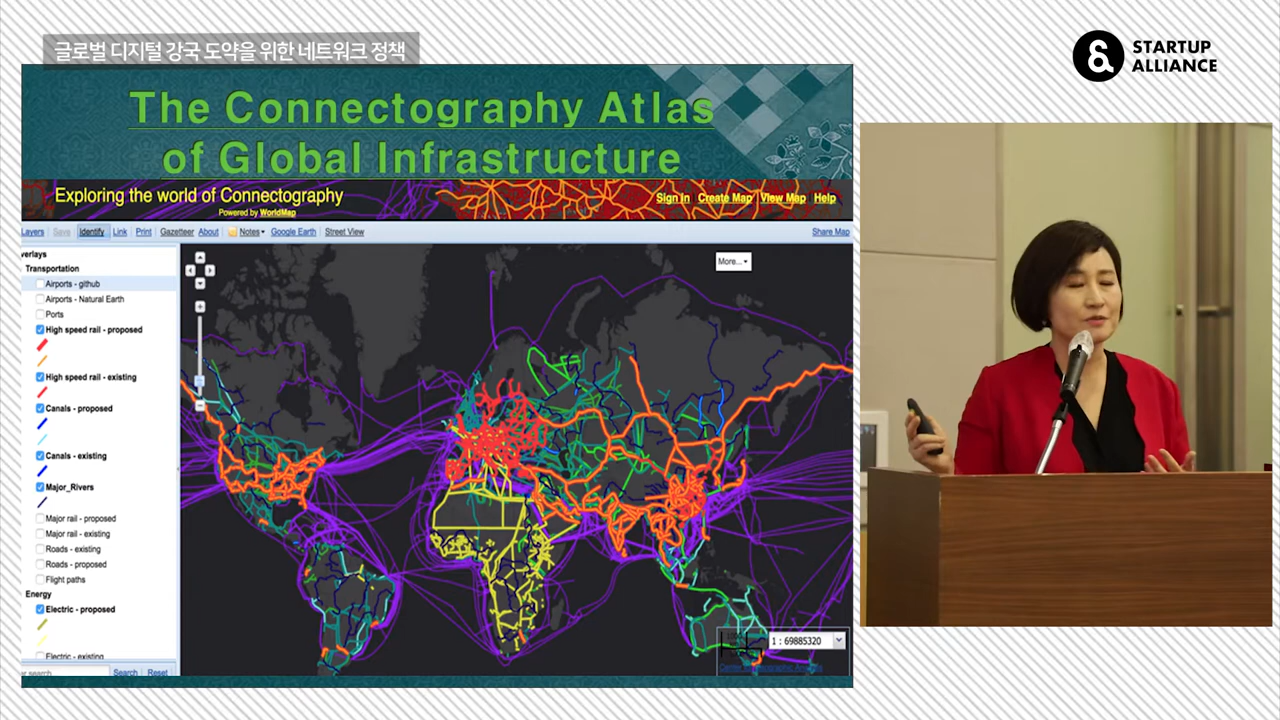 글로벌 디지털 강국 도약을 위한 네트워크 정책
STARTUP
ALLIANCE
The Connectography Atlas
of Global Infrastructure
Exploring the world of Connectography
Powered by WorldMap
Sign In Create Map View Map Help
Layers Save Identify Link Print Gazetteer About Notes Google Earth Street View Share Map
verlays
Transportation
More...
Airports - github
Airports - Natural Earth
Ports
High speed rail - proposed
High speed rail - existing
Canals - proposed
Canals - existing
Major_Rivers
Major rail - proposed
Major rail - existing
Roads - existing
Roads - proposed
Flight paths
Energy
Electric - proposed
Electric - existing
1 : 69885320
search Search Reset